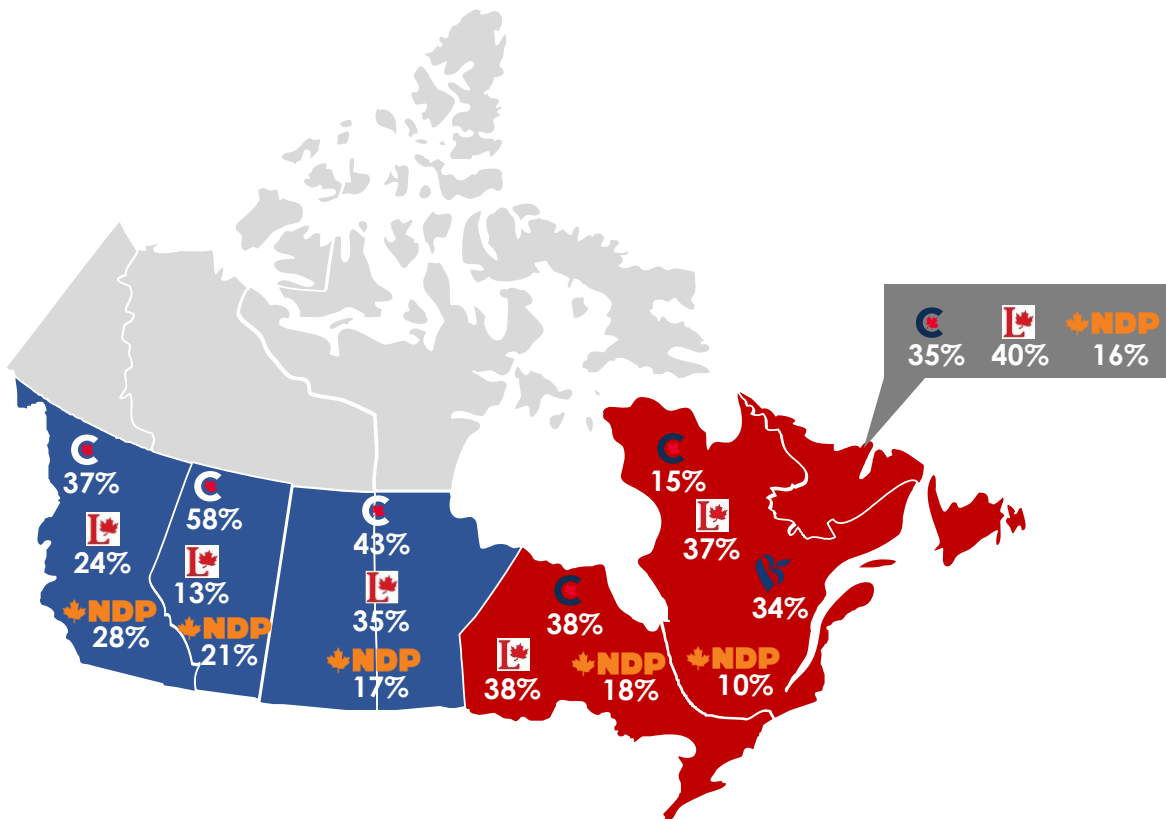 C L NDP
35% 40% 16%
C
37%
L
24%
NDP
28%
C
58%
L
13%
NDP
21%
C
43%
L
35%
NDP
17%
C
38%
L
38%
NDP
18%
C
15%
L
37%
34%
NDP
10%